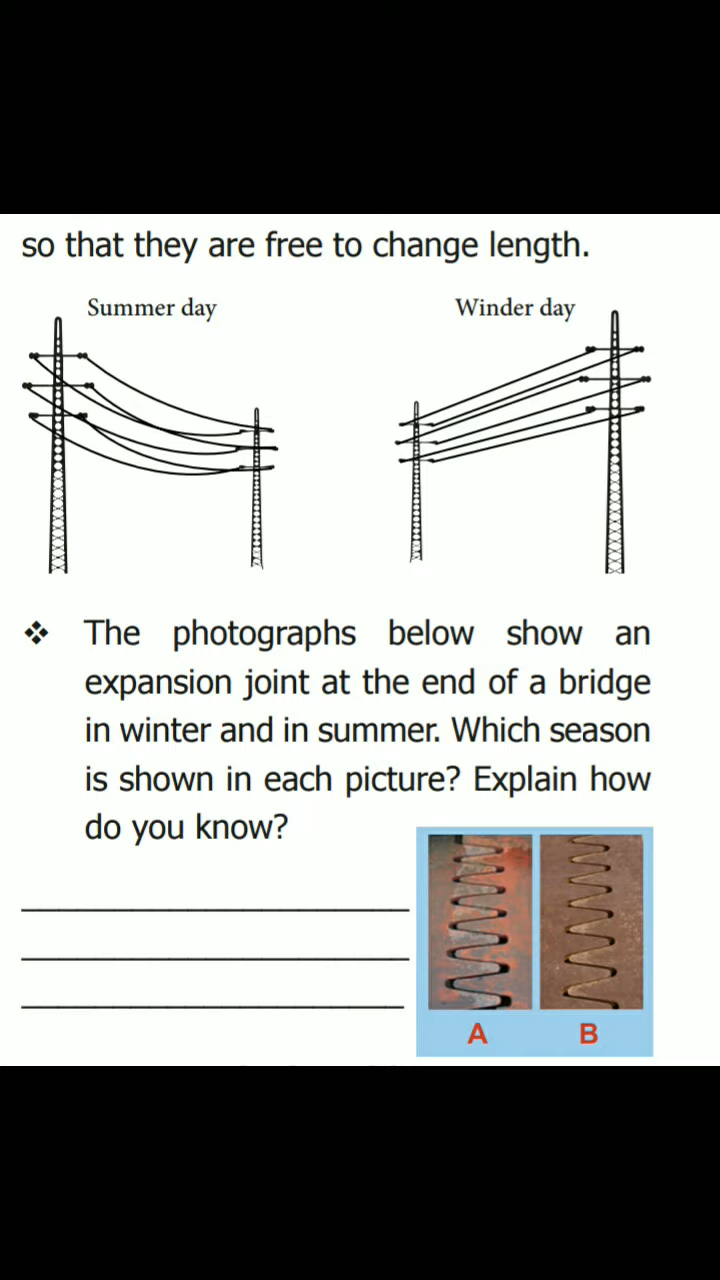 so that they are free to change length.
Summer day
Winder day
❖ The photographs below show an
expansion joint at the end of a bridge
in winter and in summer. Which season
is shown in each picture? Explain how
do you know?
A
B